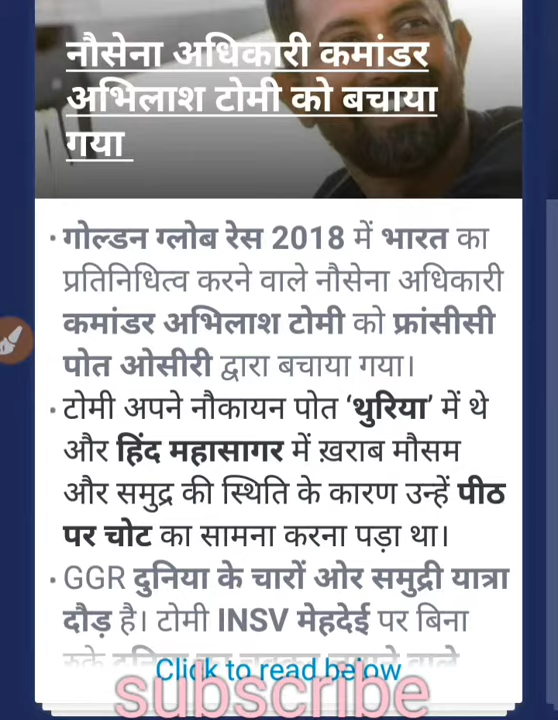 नौसेना अधिकारी कमांडर
अभिलाश टोमी को बचाया
गया
• गोल्डन ग्लोब रेस 2018 में भारत का
प्रतिनिधित्व करने वाले नौसेना अधिकारी
कमांडर अभिलाश टोमी को फ्रांसीसी
पोत ओसीरी द्वारा बचाया गया।
• टोमी अपने नौकायन पोत ‘थुरिया’ में थे
और हिंद महासागर में ख़राब मौसम
और समुद्र की स्थिति के कारण उन्हें पीठ
पर चोट का सामना करना पड़ा था।
• GGR दुनिया के चारों ओर समुद्री यात्रा
दौड़ है। टोमी INSV मेहदेई पर बिना
Click to read below
subscribe